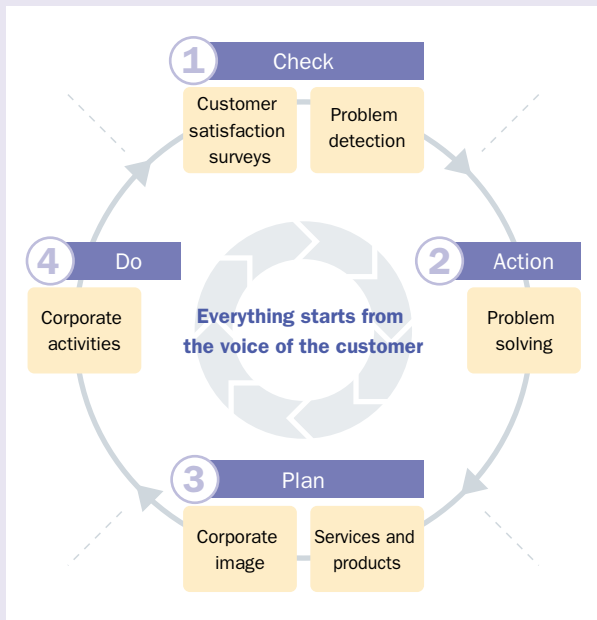 1
Check
Customer
satisfaction
surveys
Problem
detection
2
Action
Problem
solving
3
Plan
Corporate
image
Services and
products
4
Do
Corporate
activities
Everything starts from
the voice of the customer